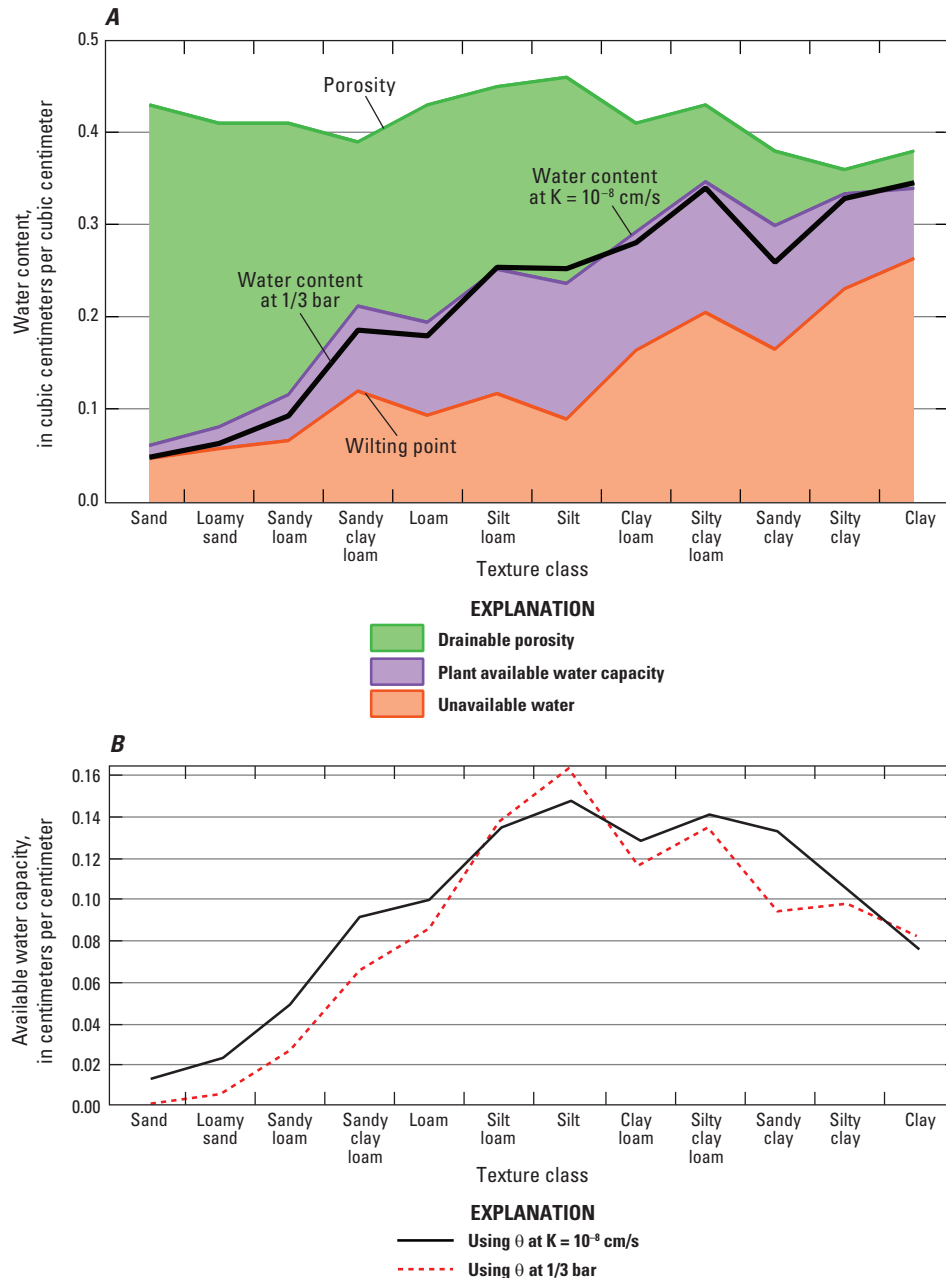 A
Water content,
in cubic centimeters per cubic centimeter
0.5
0.4
0.3
0.2
0.1
0.0
Porosity
Water content
at K = 10⁻⁸ cm/s
Water content
at 1/3 bar
Wilting point
Sand
Loamy
sand
Sandy
loam
Sandy
clay
loam
Loam
Silt
loam
Silt
Clay
loam
Silty
clay
loam
Sandy
clay
Silty
clay
Clay
Texture class
EXPLANATION
Drainable porosity
Plant available water capacity
Unavailable water
B
Available water capacity,
in centimeters per centimeter
0.16
0.14
0.12
0.10
0.08
0.06
0.04
0.02
0.00
Sand
Loamy
sand
Sandy
loam
Sandy
clay
loam
Loam
Silt
loam
Silt
Clay
loam
Silty
clay
loam
Sandy
clay
Silty
clay
Clay
Texture class
EXPLANATION
Using θ at K = 10⁻⁸ cm/s
Using θ at 1/3 bar